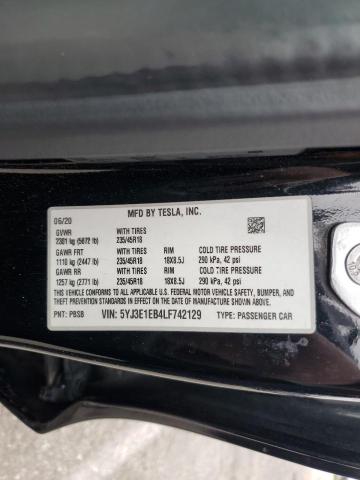 MFD BY TESLA, INC.
06/20
GVWR WITH TIRES
2301 kg (5072 lb) 235/45R18
GAWR FRT WITH TIRES RIM COLD TIRE PRESSURE
1110 kg (2447 lb) 235/45R18 18X8.5J 290 kPa, 42 psi
GAWR RR WITH TIRES RIM COLD TIRE PRESSURE
1257 kg (2771 lb) 235/45R18 18X8.5J 290 kPa, 42 psi
THIS VEHICLE CONFORMS TO ALL APPLICABLE U.S. FEDERAL MOTOR VEHICLE SAFETY, BUMPER, AND
THEFT PREVENTION STANDARDS IN EFFECT ON THE DATE OF MANUFACTURE SHOWN ABOVE.
PNT: PBSB VIN: 5YJ3E1EB4LF742129 TYPE: PASSENGER CAR